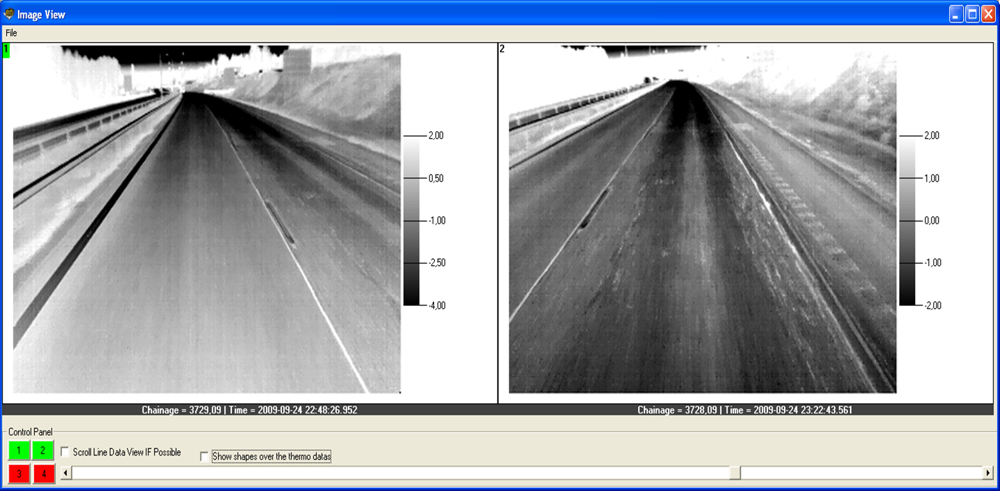 Image View
File
1
2,00
0,50
-1,00
-2,50
-4,00
Chainage = 3729,09 | Time = 2009-09-24 22:48:26.952
2
2,00
1,00
0,00
-1,00
-2,00
Chainage = 3728,09 | Time = 2009-09-24 23:22:43.561
Control Panel
1 2
Scroll Line Data View IF Possible
Show shapes over the thermo datas
3 4